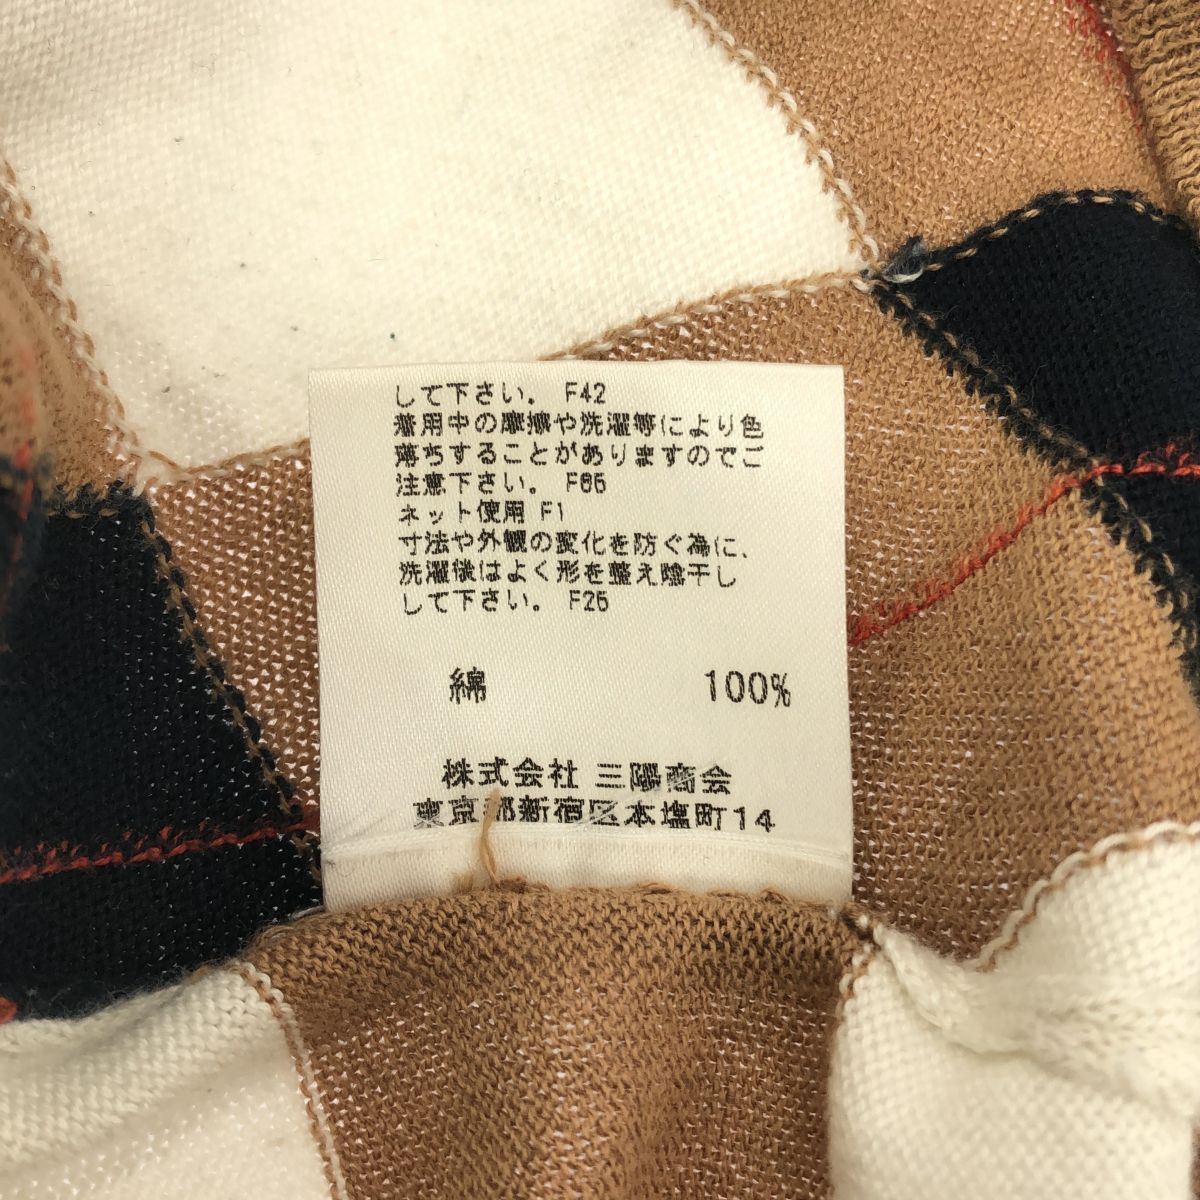 して下さい。 F42
着用中の摩擦や洗濯等により色
落ちすることがありますのでご
注意下さい。 F86
ネット使用 F1
寸法や外観の変化を防ぐ為に、
洗濯後はよく形を整え陰干し
して下さい。 F25
綿 100%
株式会社 三陽商会
東京都新宿区本塩町14